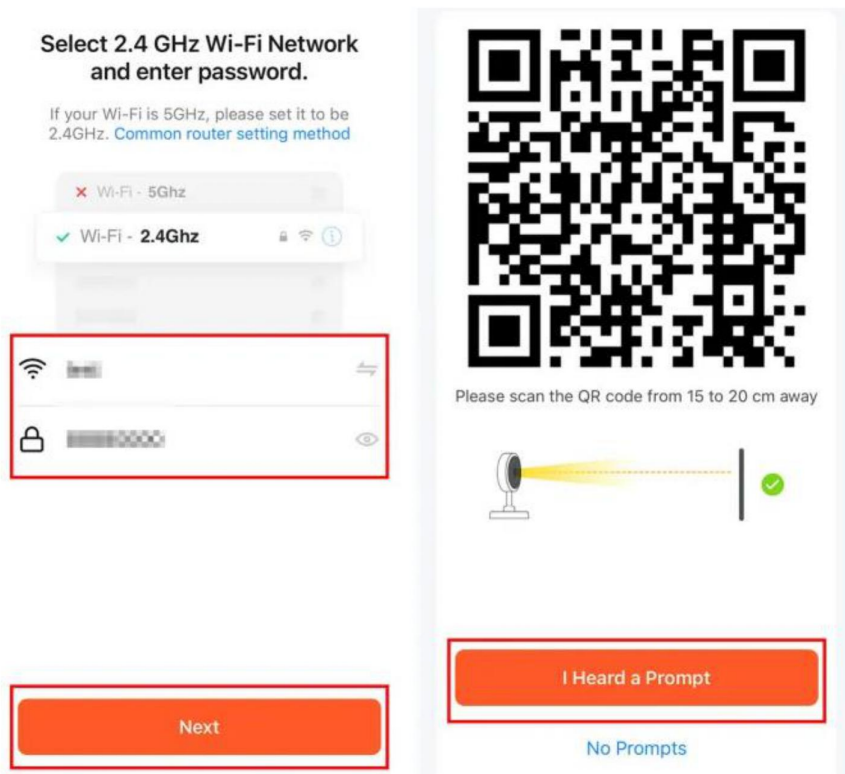 Select 2.4 GHz Wi-Fi Network
and enter password.
If your Wi-Fi is 5GHz, please set it to be
2.4GHz. Common router setting method
Wi-Fi - 5Ghz
Wi-Fi - 2.4Ghz
Next
Please scan the QR code from 15 to 20 cm away
I Heard a Prompt
No Prompts